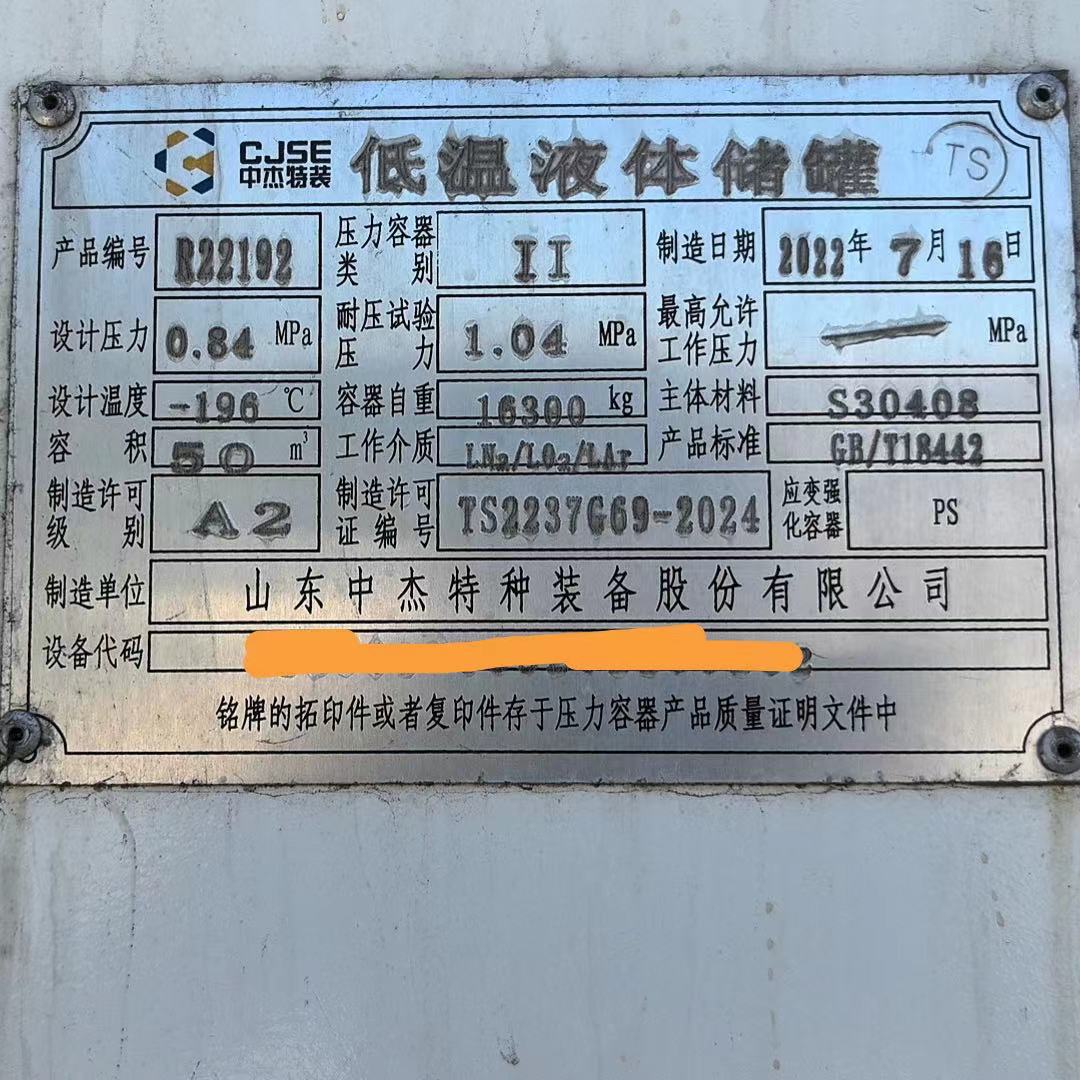 CJSE 中杰特装 低温液体储罐 TS
产品编号 R22192 压力容器类别 II 制造日期 2022年7月16日
设计压力 0.84 MPa 耐压试验压力 1.04 MPa 最高允许工作压力 — MPa
设计温度 -196 ℃ 容器自重 16300 kg 主体材料 S30408
容积 50 m³ 工作介质 LN₂/LO₂/LAr 产品标准 GB/T18442
制造许可级别 A2 制造许可证编号 TS2237G69-2024 应变强化容器 PS
制造单位 山东中杰特种装备股份有限公司
设备代码
铭牌的拓印件或者复印件存于压力容器产品质量证明文件中